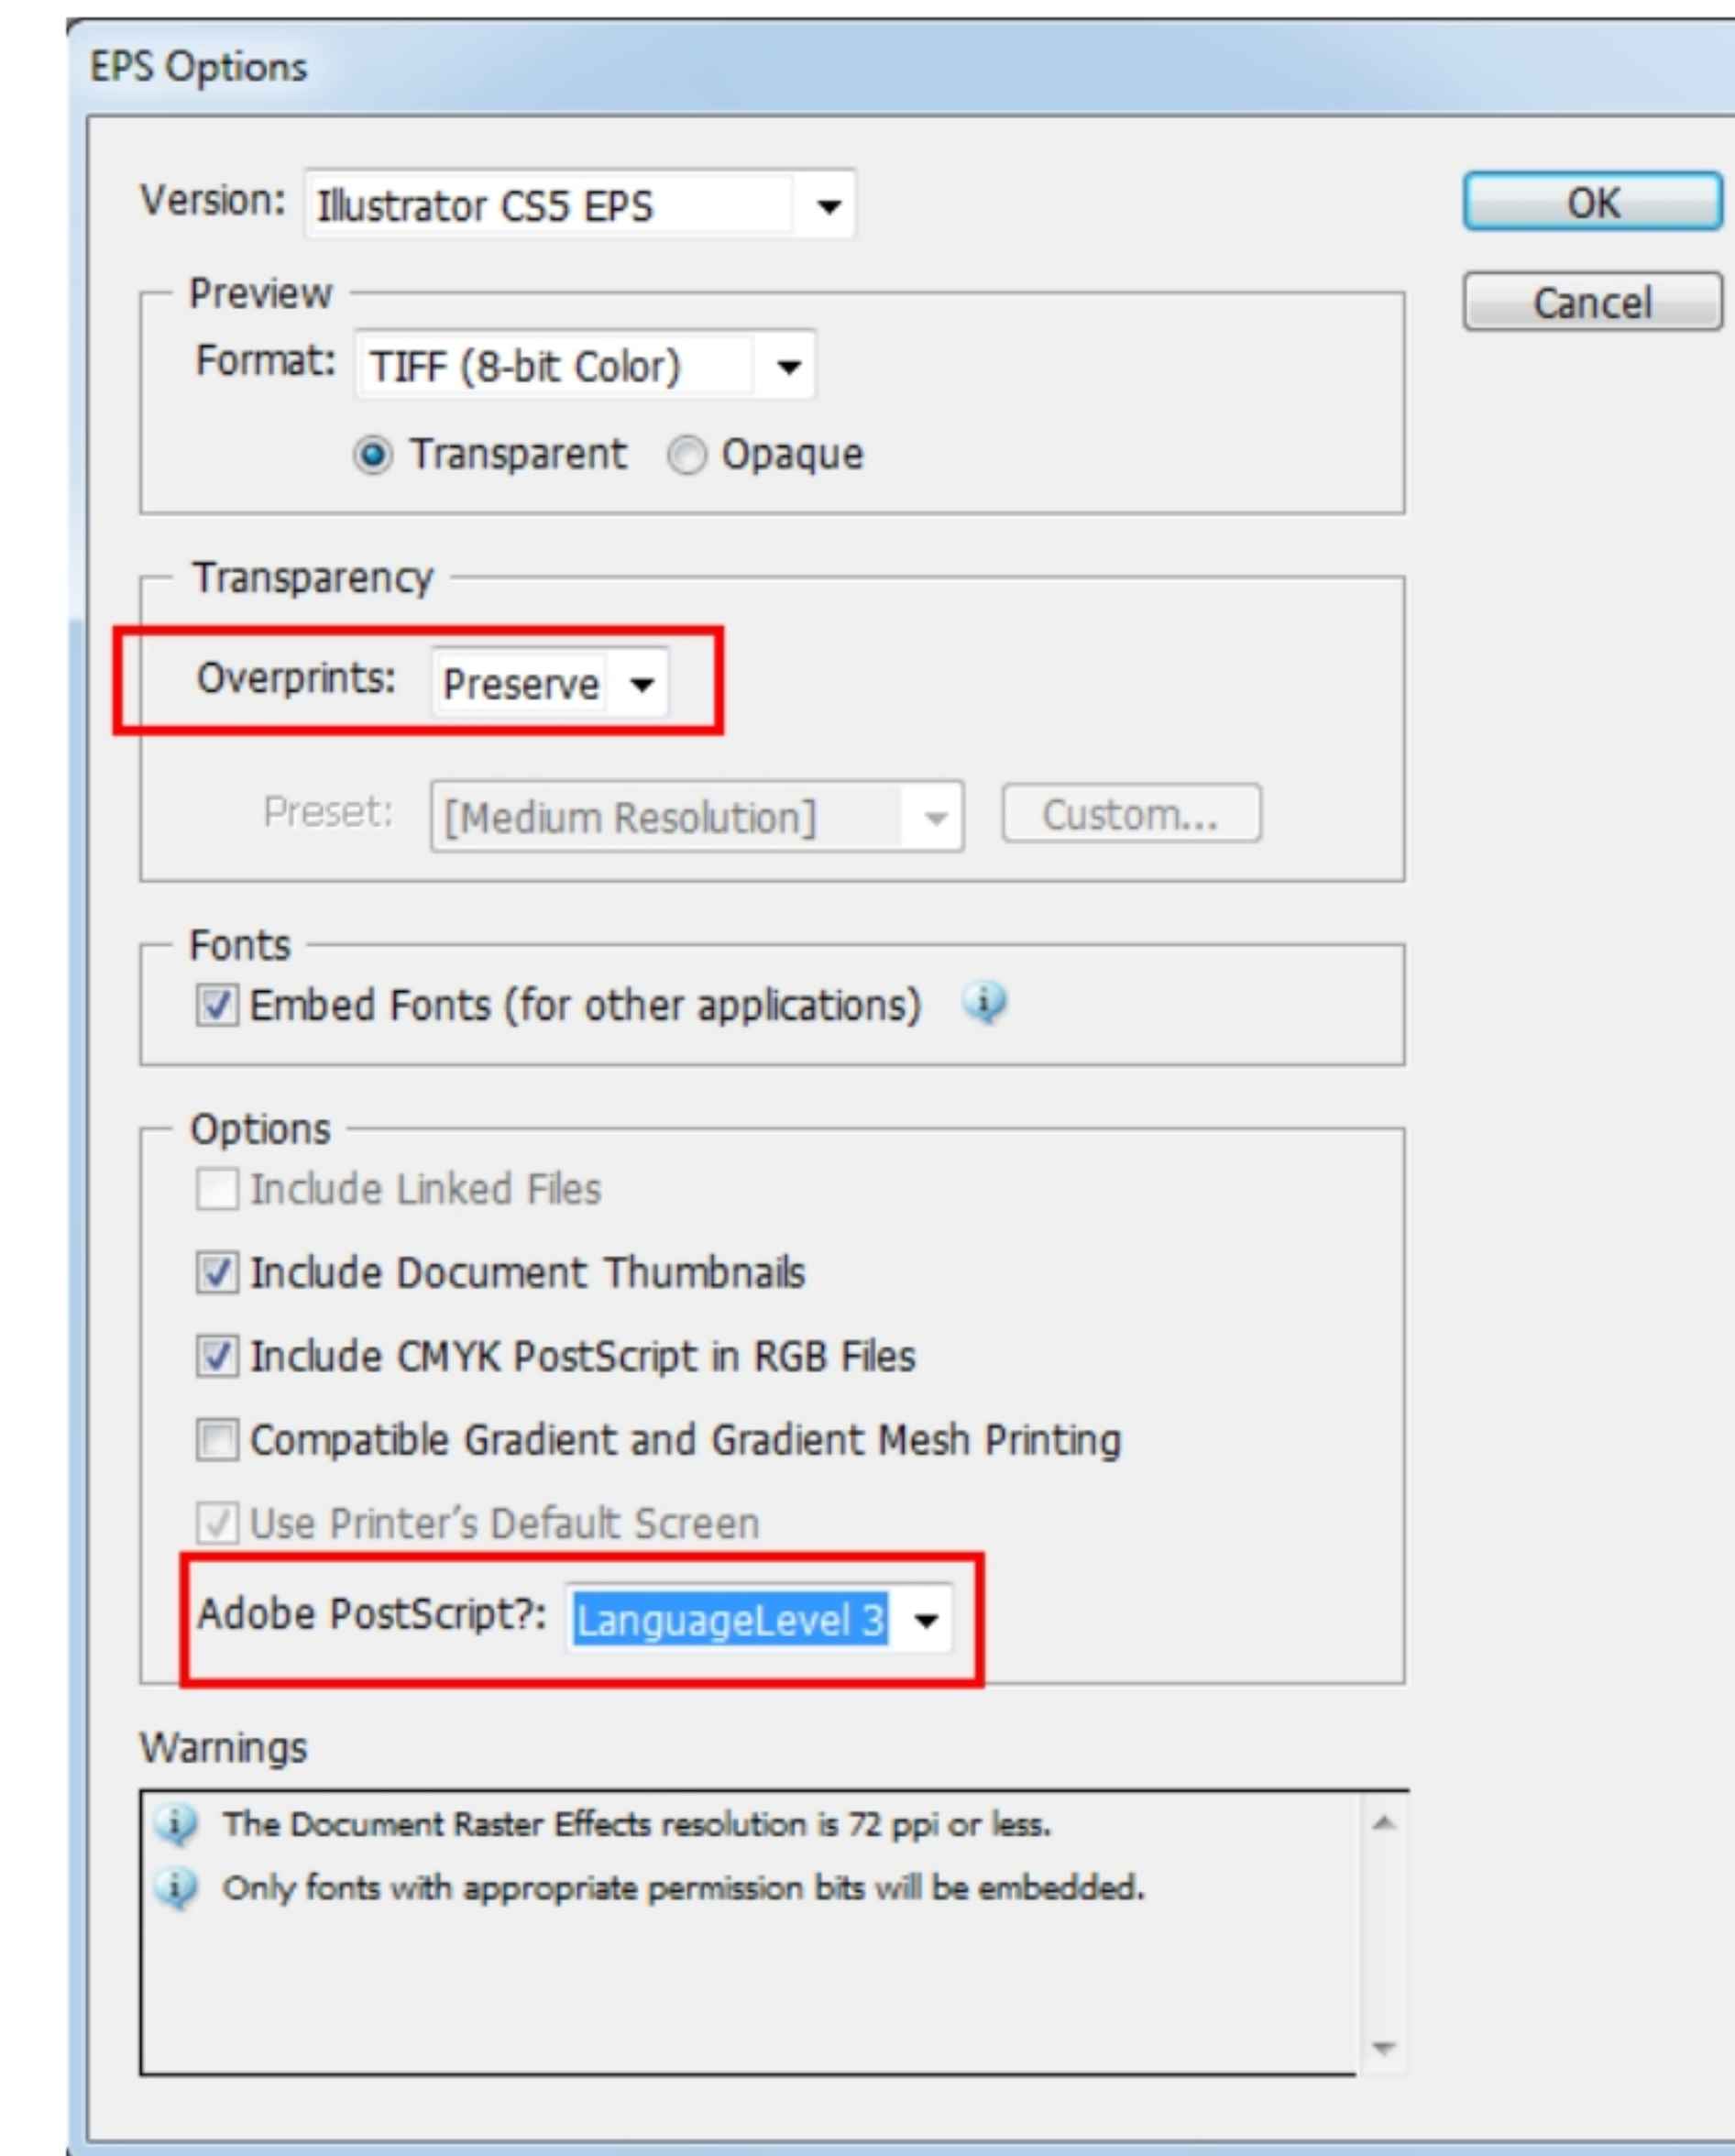 EPS Options
Version: Illustrator CS5 EPS
OK
Cancel
Preview
Format: TIFF (8-bit Color)
Transparent Opaque
Transparency
Overprints: Preserve
Preset: [Medium Resolution] Custom...
Fonts
Embed Fonts (for other applications)
Options
Include Linked Files
Include Document Thumbnails
Include CMYK PostScript in RGB Files
Compatible Gradient and Gradient Mesh Printing
Use Printer's Default Screen
Adobe PostScript?: LanguageLevel 3
Warnings
The Document Raster Effects resolution is 72 ppi or less.
Only fonts with appropriate permission bits will be embedded.